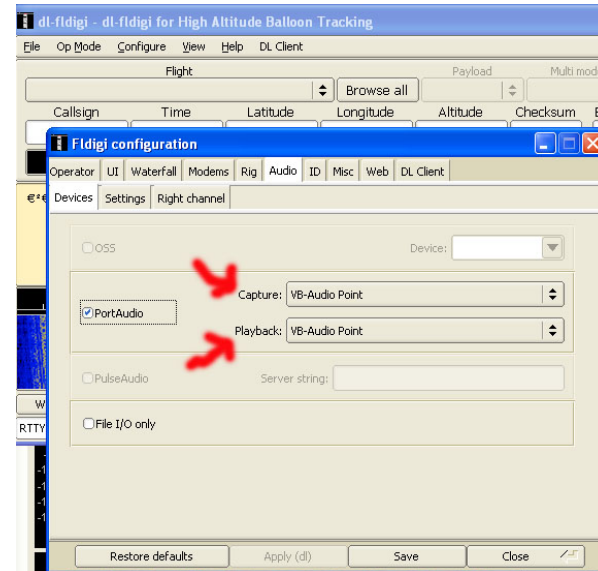 dl-fldigi - dl-fldigi for High Altitude Balloon Tracking
File Op Mode Configure View Help DL Client
Flight Payload Multi mod
Browse all
Callsign Time Latitude Longitude Altitude Checksum
Fldigi configuration
Operator UI Waterfall Modems Rig Audio ID Misc Web DL Client
Devices Settings Right channel
OSS Device:
Capture: VB-Audio Point
PortAudio
Playback: VB-Audio Point
PulseAudio Server string:
W
File I/O only
RTTY
Restore defaults Apply (dl) Save Close